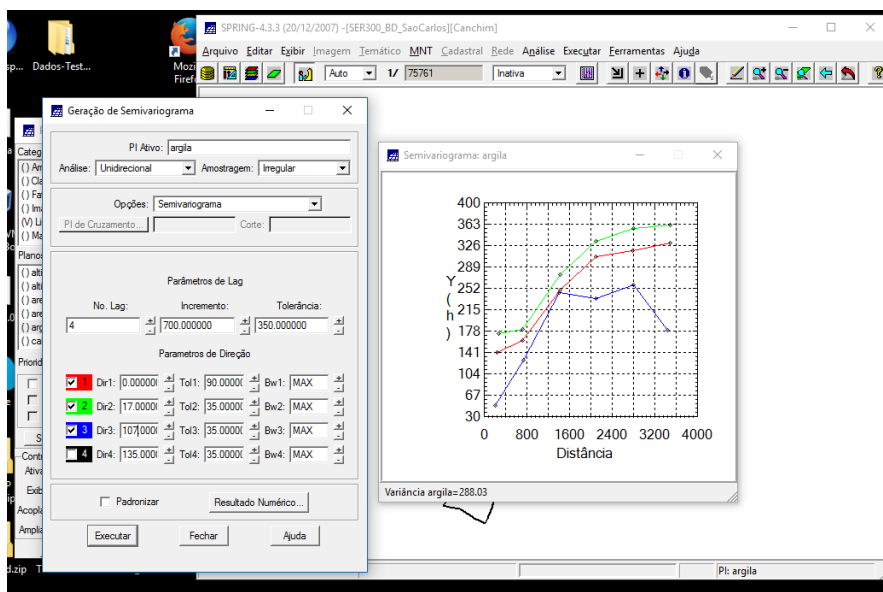 Dados-Test...
SPRING-4.3.3 (20/12/2007) -[SER300_BD_SaoCarlos][Canchim]
Arquivo Editar Exibir Imagem Temático MNT Cadastral Rede Análise Executar Ferramentas Ajuda
Auto 1/ 75761 Inativa
Geração de Semivariograma
PI Ativo: argila
Análise: Unidirecional Amostragem: Irregular
Opções: Semivariograma
PI de Cruzamento... Corte:
Parâmetros de Lag
No. Lag: Incremento: Tolerância:
4 700.000000 350.000000
Parametros de Direção
1 Dir1: 0.00000( Tol1: 90.0000( Bw1: MAX
2 Dir2: 17.0000( Tol2: 35.0000( Bw2: MAX
3 Dir3: 107.000( Tol3: 35.0000( Bw3: MAX
4 Dir4: 135.000( Tol4: 35.0000( Bw4: MAX
Padronizar Resultado Numérico...
Executar Fechar Ajuda
Semivariograma: argila
400
363
326
289
252
215
178
141
104
67
30
Y(h)
0 800 1600 2400 3200 4000
Distância
Variância argila=288.03
PI: argila